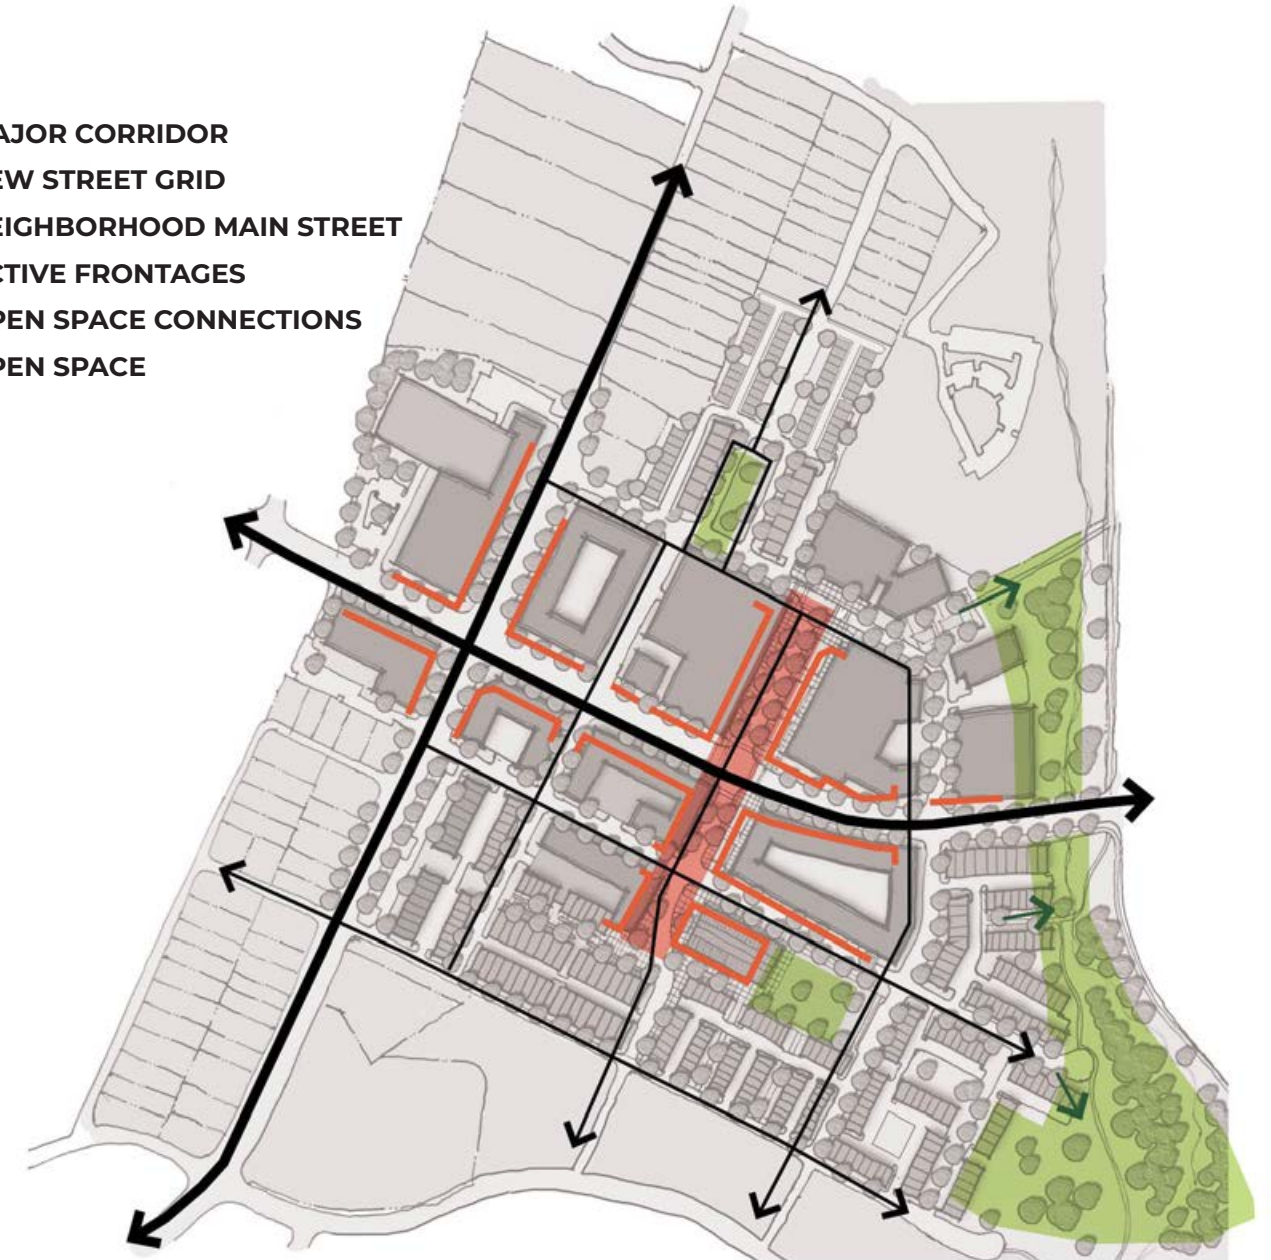 AJOR CORRIDOR
EW STREET GRID
EIGHBORHOOD MAIN STREET
CTIVE FRONTAGES
PEN SPACE CONNECTIONS
PEN SPACE